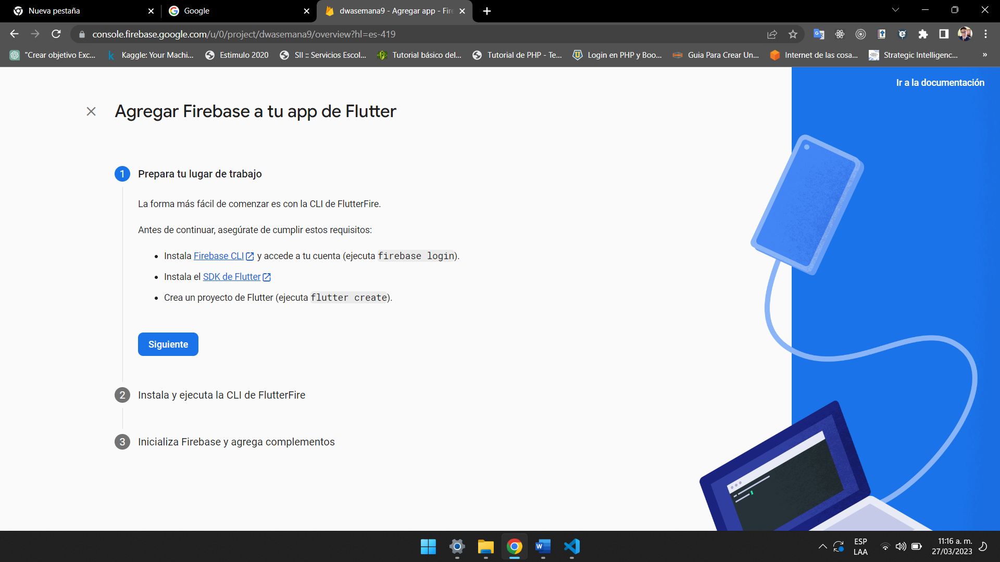 Nueva pestaña
Google
dwasemana9 - Agregar app - Fire
console.firebase.google.com/u/0/project/dwasemana9/overview?hl=es-419
"Crear objetivo Exc...
Kaggle: Your Machi...
Estimulo 2020
SII :: Servicios Escol...
Tutorial básico del...
Tutorial de PHP - Te...
Login en PHP y Boo...
Guia Para Crear Un...
Internet de las cosa...
Strategic Intelligenc...
»
Ir a la documentación
Agregar Firebase a tu app de Flutter
1 Prepara tu lugar de trabajo
La forma más fácil de comenzar es con la CLI de FlutterFire.
Antes de continuar, asegúrate de cumplir estos requisitos:
• Instala Firebase CLI y accede a tu cuenta (ejecuta firebase login).
• Instala el SDK de Flutter
• Crea un proyecto de Flutter (ejecuta flutter create).
Siguiente
2 Instala y ejecuta la CLI de FlutterFire
3 Inicializa Firebase y agrega complementos
ESP
LAA
11:16 a. m.
27/03/2023